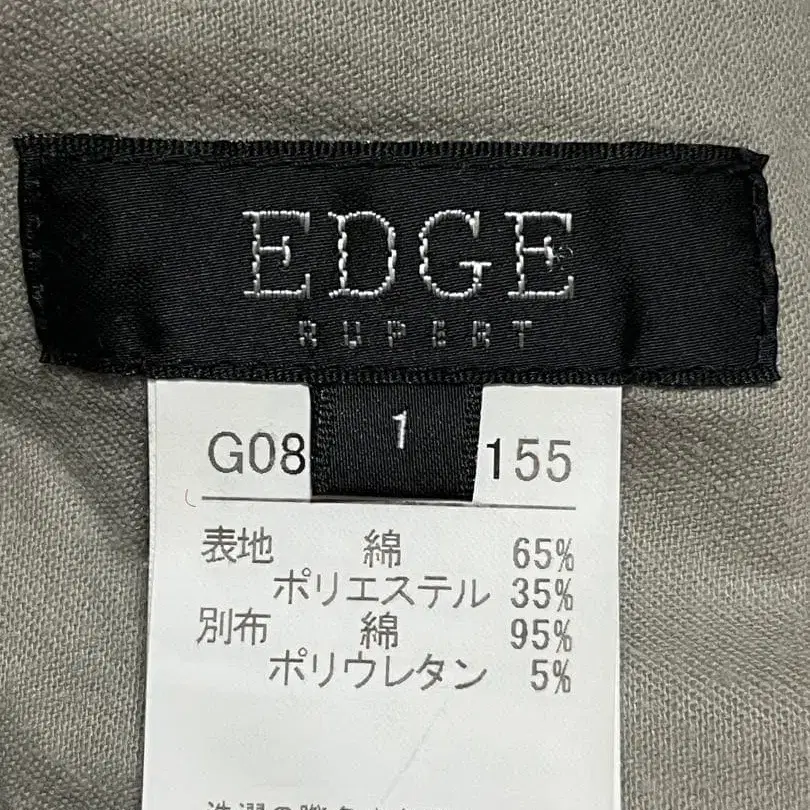 EDGE
RUPERT
1
G08 155
表地 綿 65%
ポリエステル 35%
別布 綿 95%
ポリウレタン 5%